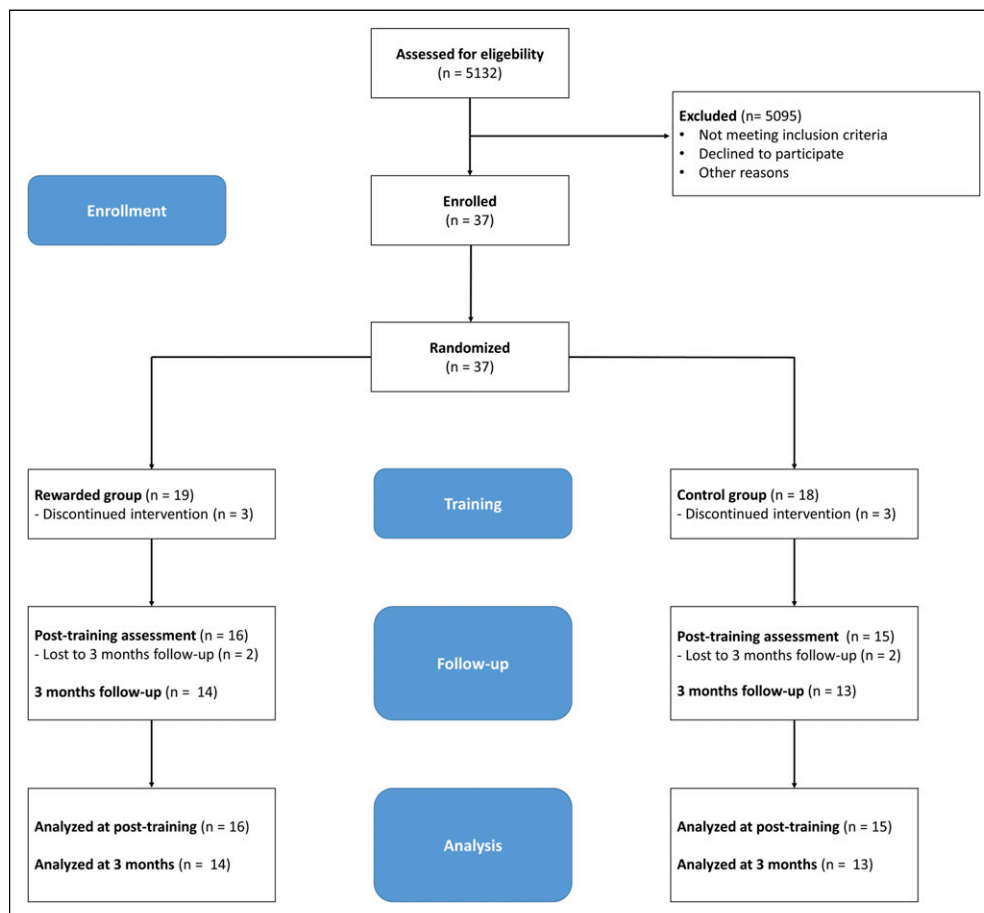 Assessed for eligebility
(n = 5132)
Excluded (n= 5095)
• Not meeting inclusion criteria
• Declined to participate
• Other reasons
Enrollment
Enrolled
(n = 37)
Randomized
(n = 37)
Rewarded group (n = 19)
- Discontinued intervention (n = 3)
Training
Control group (n = 18)
- Discontinued intervention (n = 3)
Post-training assessment (n = 16)
- Lost to 3 months follow-up (n = 2)
3 months follow-up (n = 14)
Follow-up
Post-training assessment (n = 15)
- Lost to 3 months follow-up (n = 2)
3 months follow-up (n = 13)
Analyzed at post-training (n = 16)
Analyzed at 3 months (n = 14)
Analysis
Analyzed at post-training (n = 15)
Analyzed at 3 months (n = 13)